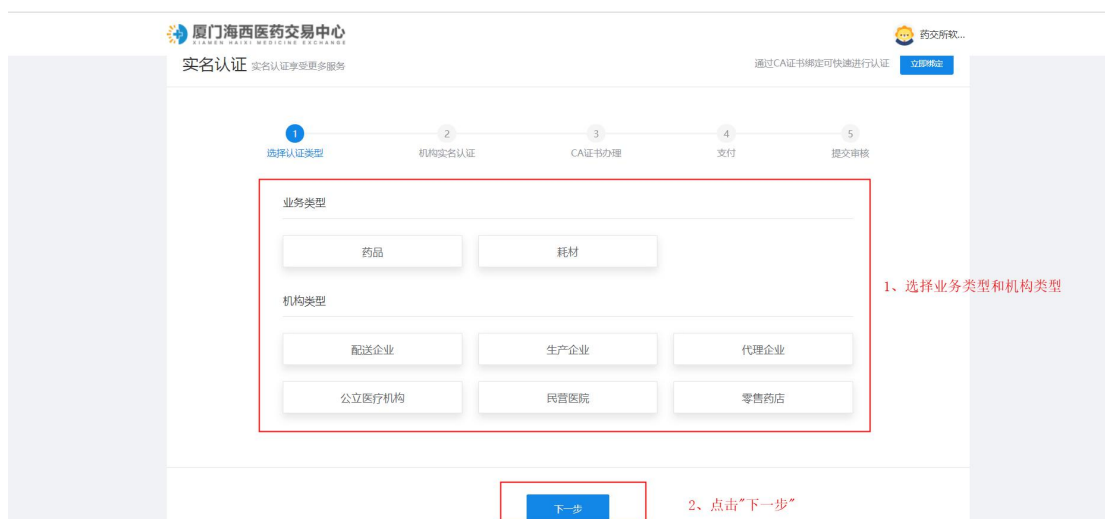 厦门海西医药交易中心
XIAMEN HAIXI MEDICINE EXCHANGE
药交所软...
实名认证 实名认证享受更多服务
通过CA证书绑定可快速进行认证 立即绑定
1 2 3 4 5
选择认证类型 机构实名认证 CA证书办理 支付 提交审核
业务类型
药品 耗材
1、选择业务类型和机构类型
机构类型
配送企业 生产企业 代理企业
公立医疗机构 民营医院 零售药店
下一步 2、点击"下一步"